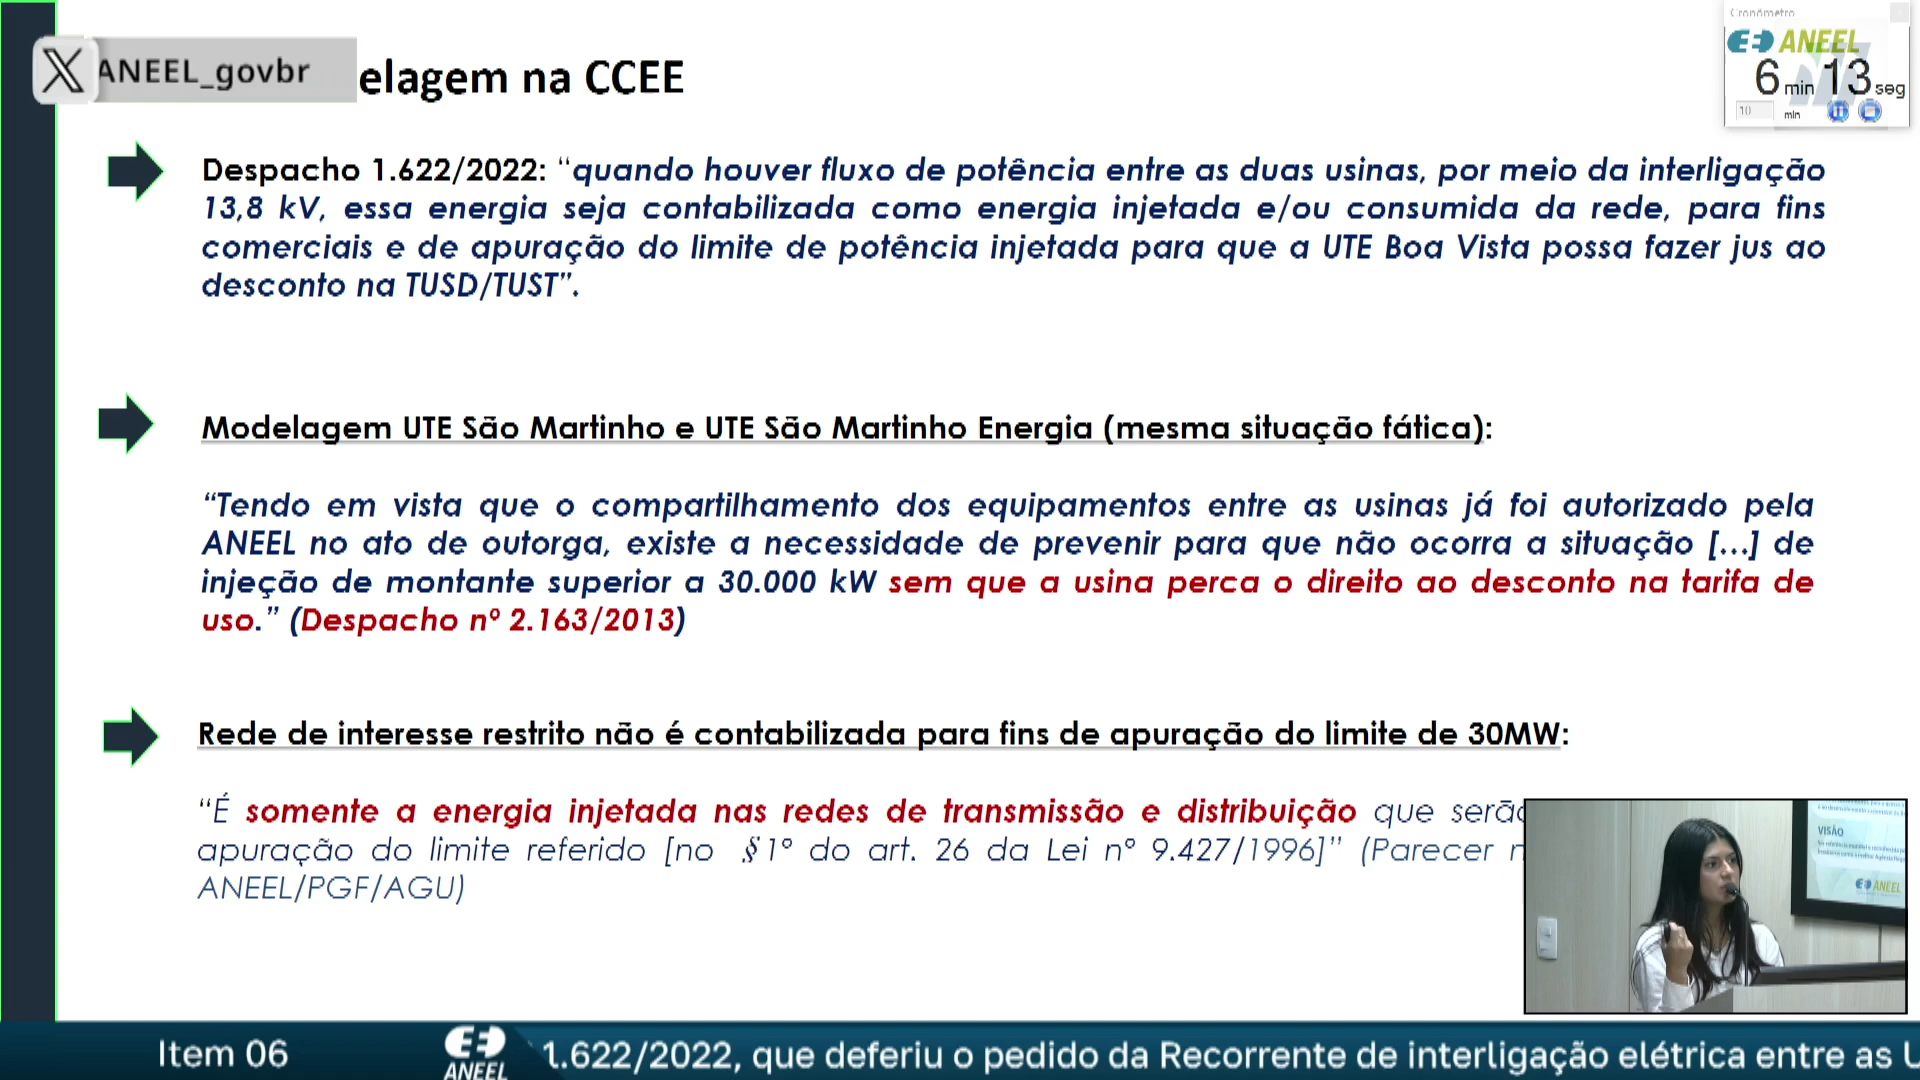 ANEEL_govbr
elagem na CCEE
Cronômetro
ANEEL
6 min 13 seg
10 min
Despacho 1.622/2022: “quando houver fluxo de potência entre as duas usinas, por meio da interligação
13,8 kV, essa energia seja contabilizada como energia injetada e/ou consumida da rede, para fins
comerciais e de apuração do limite de potência injetada para que a UTE Boa Vista possa fazer jus ao
desconto na TUSD/TUST”.
Modelagem UTE São Martinho e UTE São Martinho Energia (mesma situação fática):
“Tendo em vista que o compartilhamento dos equipamentos entre as usinas já foi autorizado pela
ANEEL no ato de outorga, existe a necessidade de prevenir para que não ocorra a situação [...] de
injeção de montante superior a 30.000 kW sem que a usina perca o direito ao desconto na tarifa de
uso.” (Despacho nº 2.163/2013)
Rede de interesse restrito não é contabilizada para fins de apuração do limite de 30MW:
“É somente a energia injetada nas redes de transmissão e distribuição que
apuração do limite referido [no §1º do art. 26 da Lei nº 9.427/1996]” (Parecer
ANEEL/PGF/AGU)
VISÃO
ANEEL
Item 06
ANEEL
1.622/2022, que deferiu o pedido da Recorrente de interligação elétrica entre as U